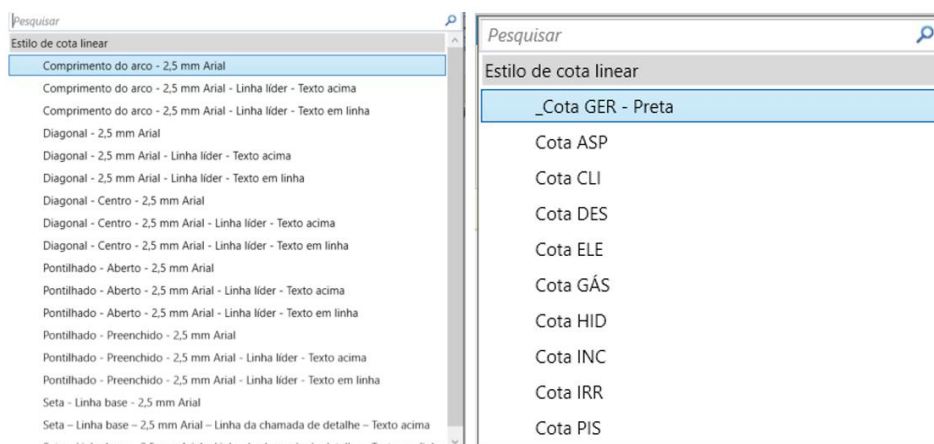 Pesquisar
Estilo de cota linear
Comprimento do arco - 2,5 mm Arial
Comprimento do arco - 2,5 mm Arial - Linha líder - Texto acima
Comprimento do arco - 2,5 mm Arial - Linha líder - Texto em linha
Diagonal - 2,5 mm Arial
Diagonal - 2,5 mm Arial - Linha líder - Texto acima
Diagonal - 2,5 mm Arial - Linha líder - Texto em linha
Diagonal - Centro - 2,5 mm Arial
Diagonal - Centro - 2,5 mm Arial - Linha líder - Texto acima
Diagonal - Centro - 2,5 mm Arial - Linha líder - Texto em linha
Pontilhado - Aberto - 2,5 mm Arial
Pontilhado - Aberto - 2,5 mm Arial - Linha líder - Texto acima
Pontilhado - Aberto - 2,5 mm Arial - Linha líder - Texto em linha
Pontilhado - Preenchido - 2,5 mm Arial
Pontilhado - Preenchido - 2,5 mm Arial - Linha líder - Texto acima
Pontilhado - Preenchido - 2,5 mm Arial - Linha líder - Texto em linha
Seta - Linha base - 2,5 mm Arial
Seta – Linha base – 2,5 mm Arial – Linha da chamada de detalhe – Texto acima
Pesquisar
Estilo de cota linear
_Cota GER - Preta
Cota ASP
Cota CLI
Cota DES
Cota ELE
Cota GÁS
Cota HID
Cota INC
Cota IRR
Cota PIS